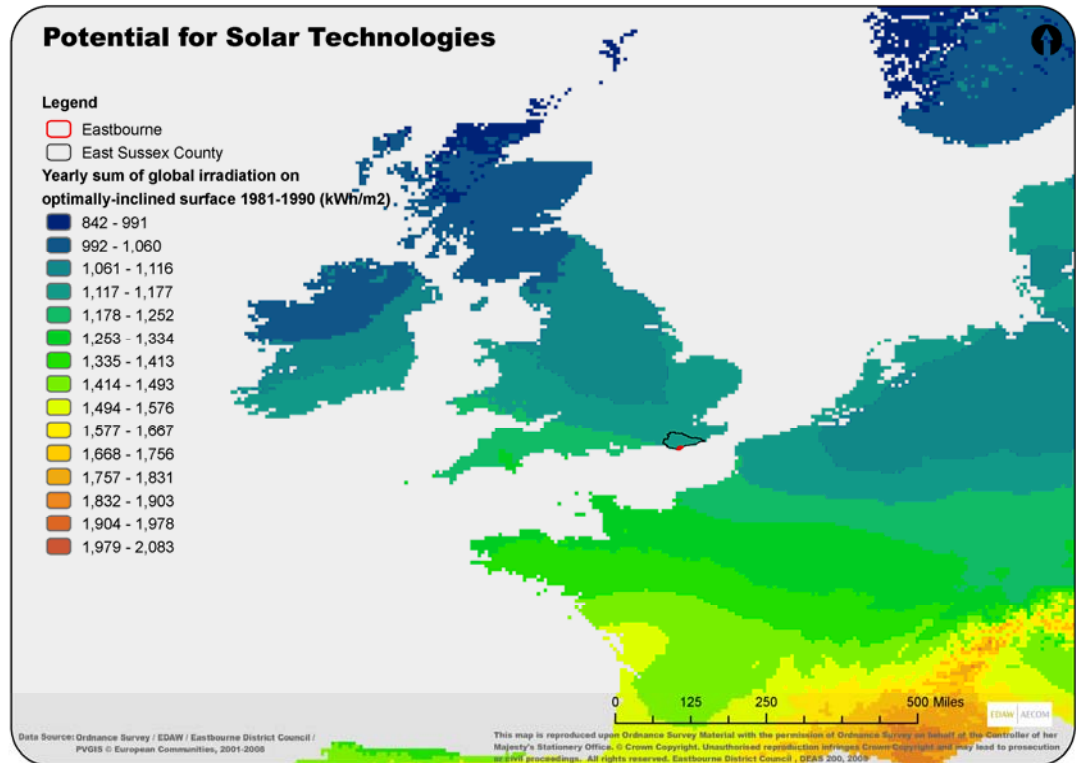 Potential for Solar Technologies
Legend
Eastbourne
East Sussex County
Yearly sum of global irradiation on
optimally-inclined surface 1981-1990 (kWh/m2)
842 - 991
992 - 1,060
1,061 - 1,116
1,117 - 1,177
1,178 - 1,252
1,253 - 1,334
1,335 - 1,413
1,414 - 1,493
1,494 - 1,576
1,577 - 1,667
1,668 - 1,756
1,757 - 1,831
1,832 - 1,903
1,904 - 1,978
1,979 - 2,083
0 125 250 500 Miles
EDAW | AECOM
Data Source: Ordnance Survey / EDAW / Eastbourne District Council /
PVGIS © European Communities, 2001-2008
This map is reproduced upon Ordnance Survey Material with the permission of Ordnance Survey on behalf of the Controller of her
Majesty's Stationery Office. © Crown Copyright. Unauthorised reproduction infringes Crown Copyright and may lead to prosecution
or civil proceedings. All rights reserved. Eastbourne District Council , DEAS 200, 2009